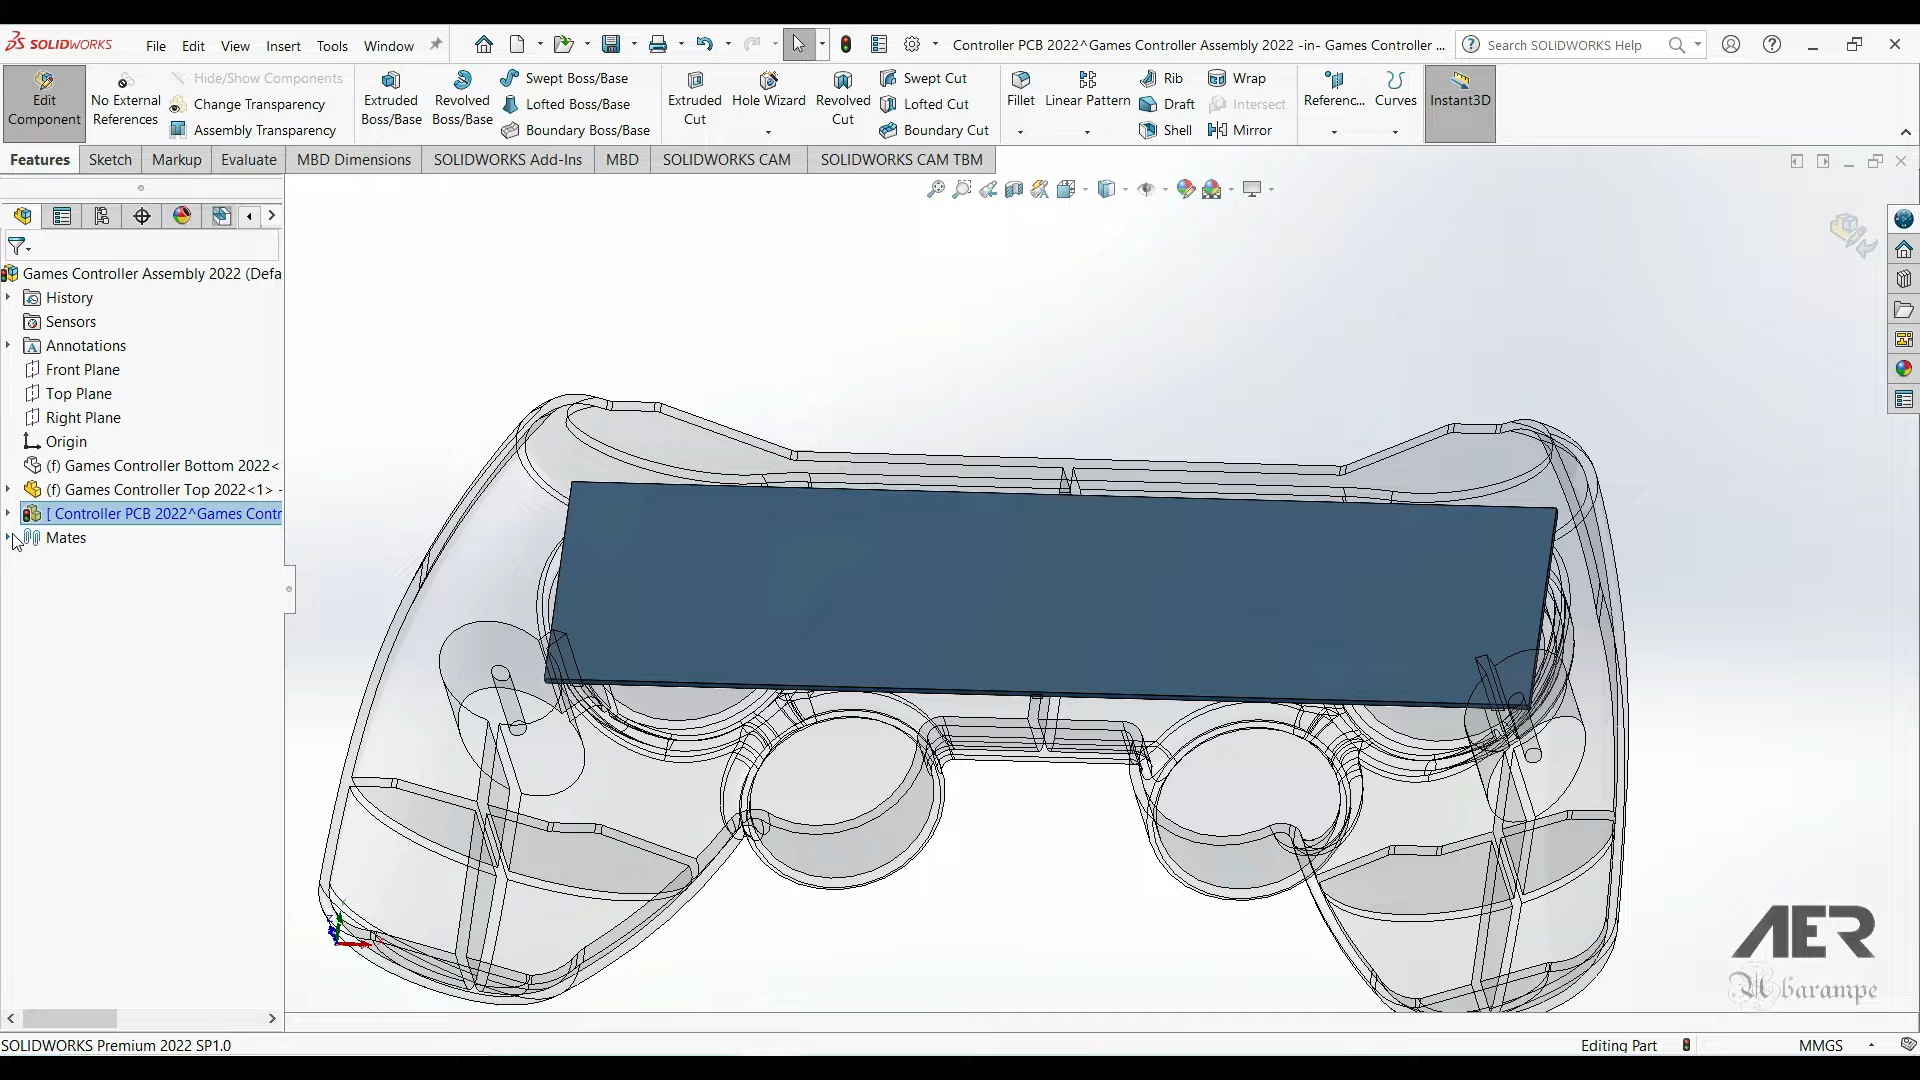 SOLIDWORKS
File Edit View Insert Tools Window
Controller PCB 2022^Games Controller Assembly 2022 -in- Games Controller ...
Search SOLIDWORKS Help
Edit Component
No External References
Hide/Show Components
Change Transparency
Assembly Transparency
Extruded Boss/Base
Revolved Boss/Base
Swept Boss/Base
Lofted Boss/Base
Boundary Boss/Base
Extruded Cut
Hole Wizard
Revolved Cut
Swept Cut
Lofted Cut
Boundary Cut
Fillet
Linear Pattern
Rib
Draft
Shell
Wrap
Intersect
Mirror
Referenc...
Curves
Instant3D
Features Sketch Markup Evaluate MBD Dimensions SOLIDWORKS Add-Ins MBD SOLIDWORKS CAM SOLIDWORKS CAM TBM
Games Controller Assembly 2022 (Defa
History
Sensors
Annotations
Front Plane
Top Plane
Right Plane
Origin
(f) Games Controller Bottom 2022<
(f) Games Controller Top 2022<1> -
[ Controller PCB 2022^Games Contr
Mates
AER
Abarampe
SOLIDWORKS Premium 2022 SP1.0
Editing Part
MMGS